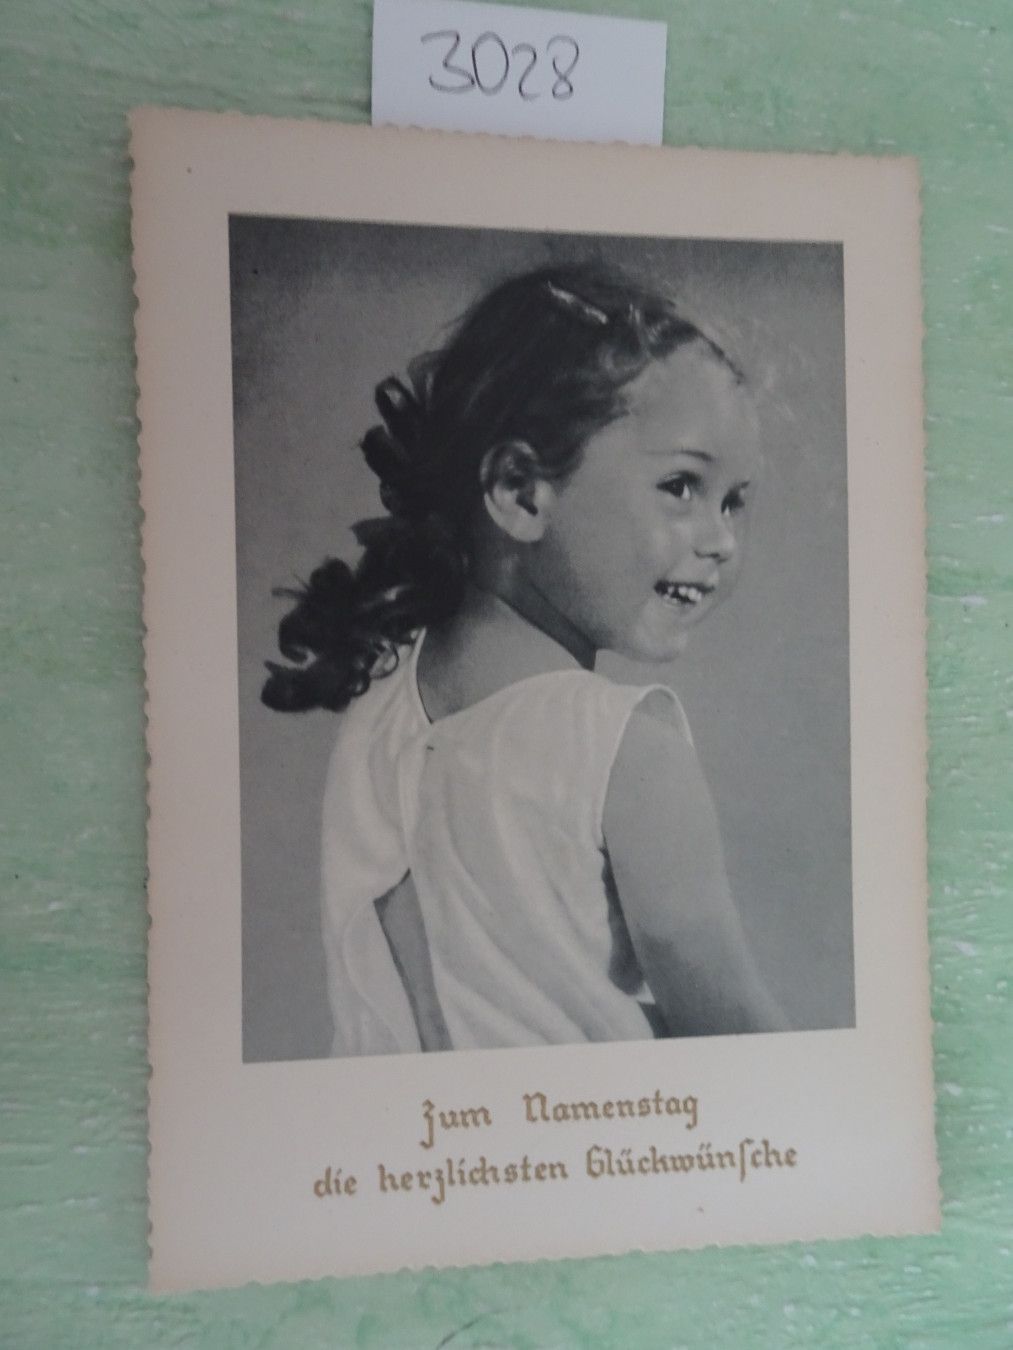 3028
Zum Namenstag
die herzlichsten Glückwünſche